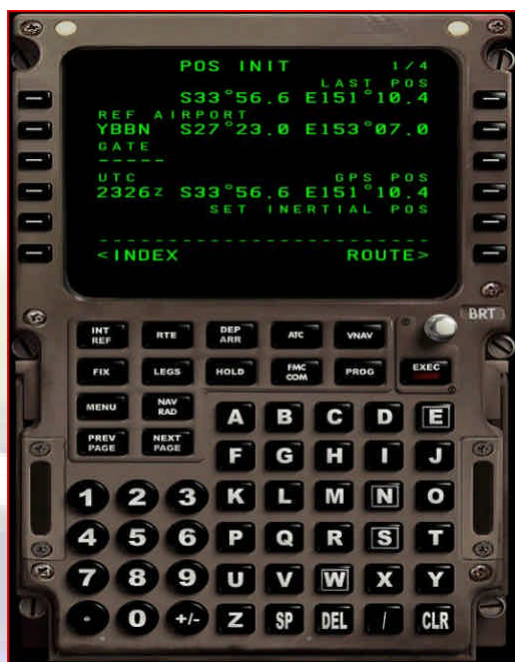 POS INIT 1/4
LAST POS
S33°56.6 E151°10.4
REF AIRPORT
YBBN S27°23.0 E153°07.0
GATE
-----
UTC GPS POS
2326z S33°56.6 E151°10.4
SET INERTIAL POS
<INDEX ROUTE>
BRT
INT REF RTE DEP ARR ATC VNAV
FIX LEGS HOLD FMC COM PROG EXEC
MENU NAV RAD
PREV PAGE NEXT PAGE
A B C D E
F G H I J
1 2 3 K L M N O
4 5 6 P Q R S T
7 8 9 U V W X Y
. 0 +/- Z SP DEL / CLR